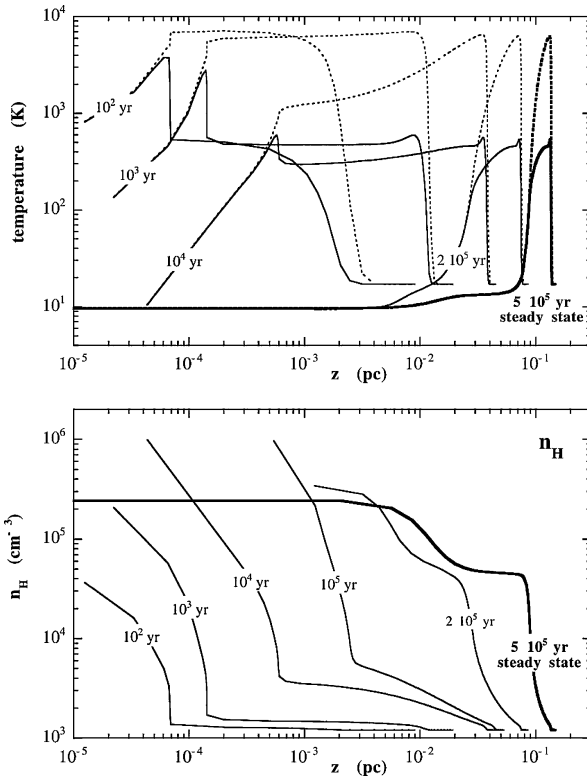 10^4
10^3
10^2
10^1
temperature (K)
10^2 yr
10^3 yr
10^4 yr
2 10^5 yr
5 10^5 yr
steady state
10^-5
10^-4
10^-3
10^-2
10^-1
z (pc)
10^6
10^5
10^4
10^3
n_H (cm^-3)
n_H
10^2 yr
10^3 yr
10^4 yr
10^5 yr
2 10^5 yr
5 10^5 yr
steady state
10^-5
10^-4
10^-3
10^-2
10^-1
z (pc)